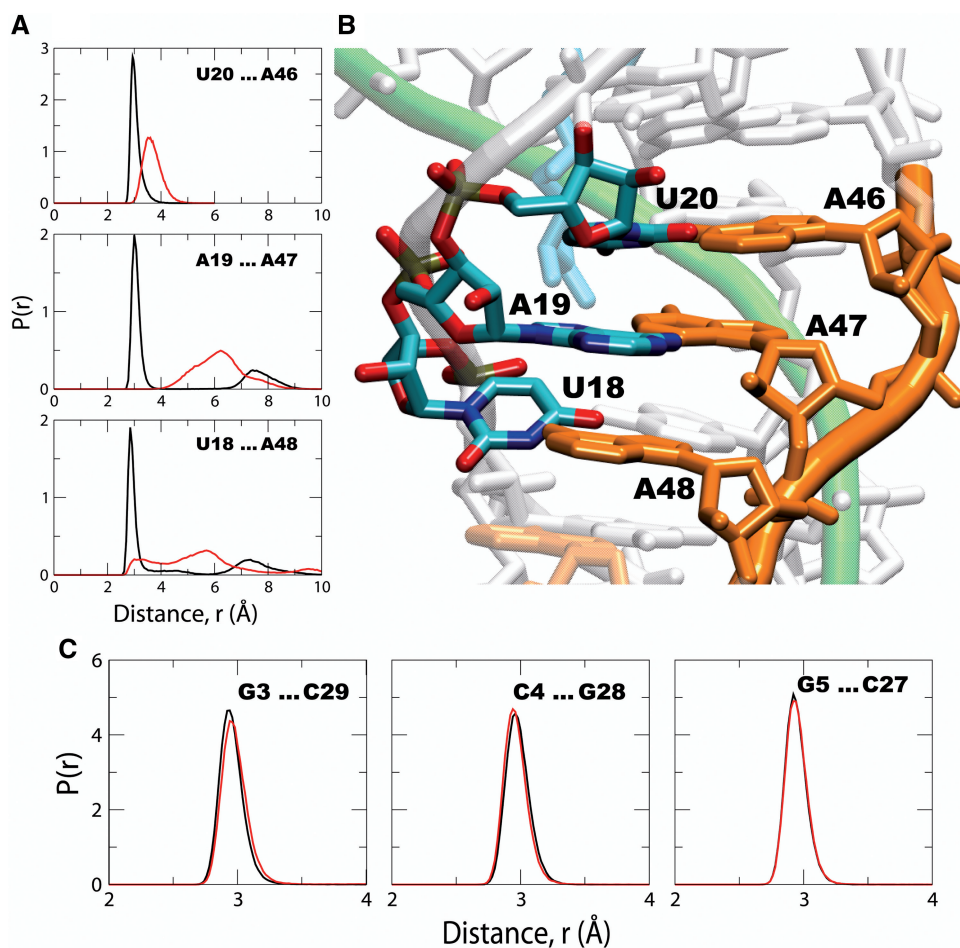 A
3
U20 ... A46
2
1
0
0 2 4 6 8 10
2
A19 ... A47
P(r)
1
0
0 2 4 6 8 10
2
U18 ... A48
1
0
0 2 4 6 8 10
Distance, r (Å)
B
U20
A46
A19
A47
U18
A48
C
6
G3 ... C29
C4 ... G28
G5 ... C27
4
P(r)
2
0
2 3 4
2 3 4
2 3 4
Distance, r (Å)